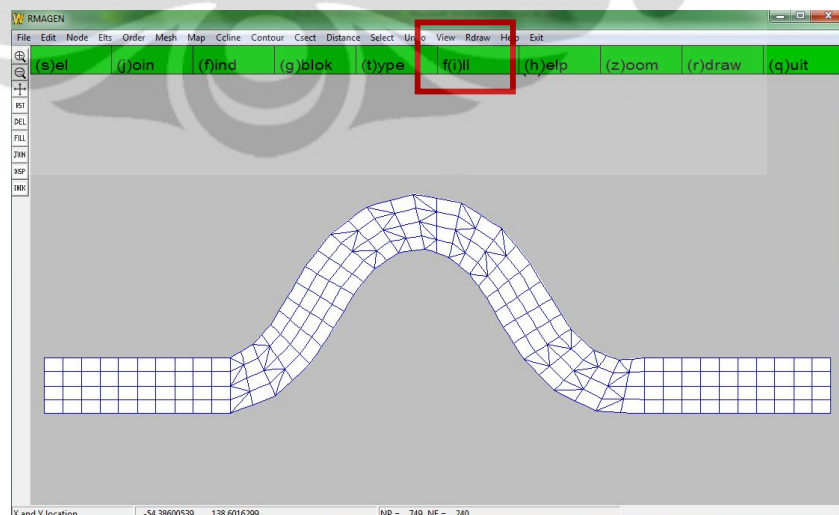 RMAGEN
File Edit Node Elts Order Mesh Map Ccline Contour Csect Distance Select Undo View Rdraw Help Exit
(s)el (j)oin (f)ind (g)blok (t)ype f(i)ll (h)elp (z)oom (r)draw (q)uit
RST
DEL
FILL
JOIN
DISP
X and Y location -54.38600539 138.6016299 NP = 749 NE = 240